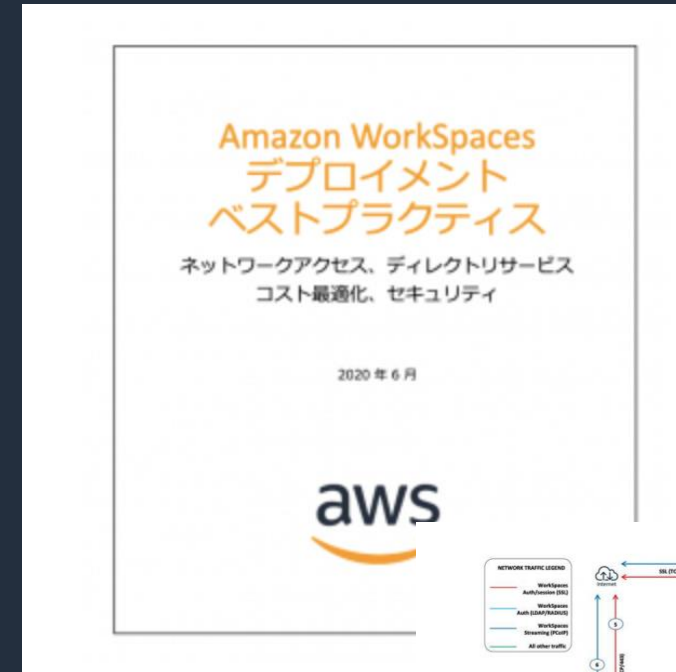 Amazon WorkSpaces
デプロイメント
ベストプラクティス
ネットワークアクセス、ディレクトリサービス
コスト最適化、セキュリティ
2020 年 6 月
aws
NETWORK TRAFFIC LEGEND
WorkSpaces
Auth/session (SSL)
WorkSpaces
Auth (LDAP/RADIUS)
WorkSpaces
Streaming (PCoIP)
All other traffic
Internet
5
6